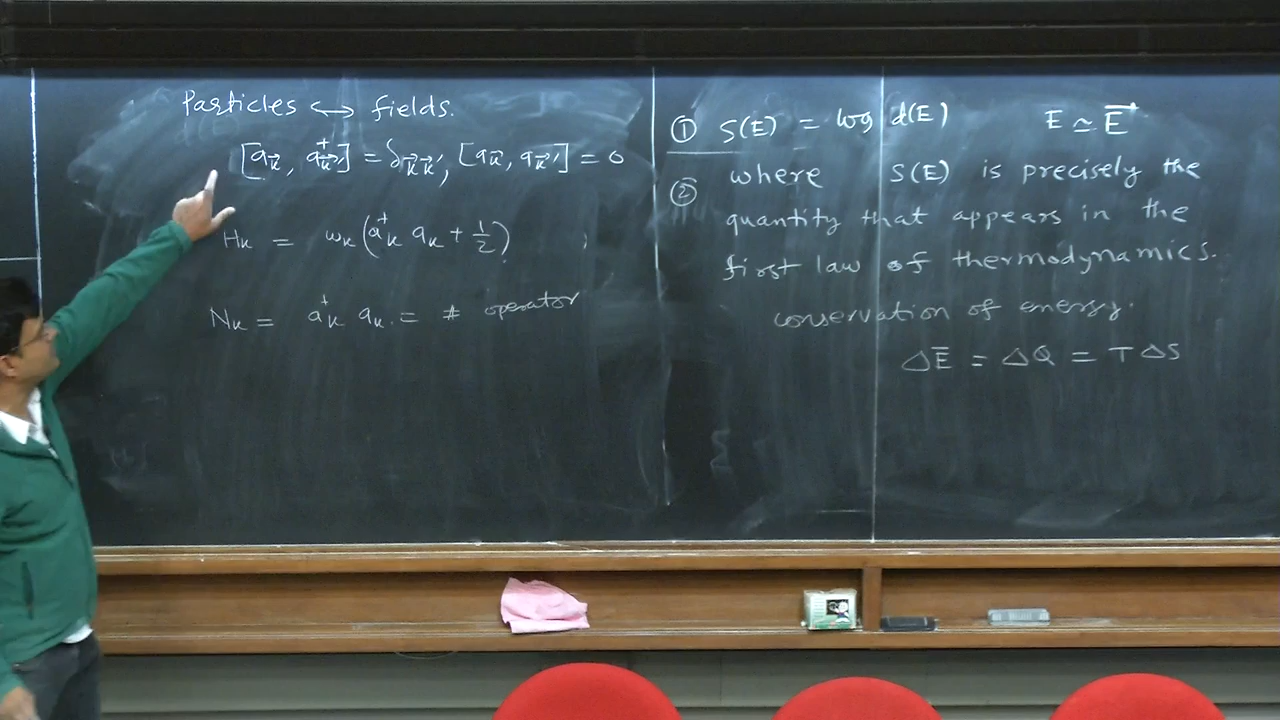 Particles ↔ fields.
[a_k⃗, a⁺_k⃗'] = δ_k⃗k⃗', [a_k⃗, a_k⃗'] = 0
H_k = ω_k (a⁺_k a_k + 1/2)
N_k = a⁺_k a_k = # operator
① S(E) = log d(E) E ≃ E̅
② where S(E) is precisely the
quantity that appears in the
first law of thermodynamics.
conservation of energy.
ΔE̅ = ΔQ = TΔS